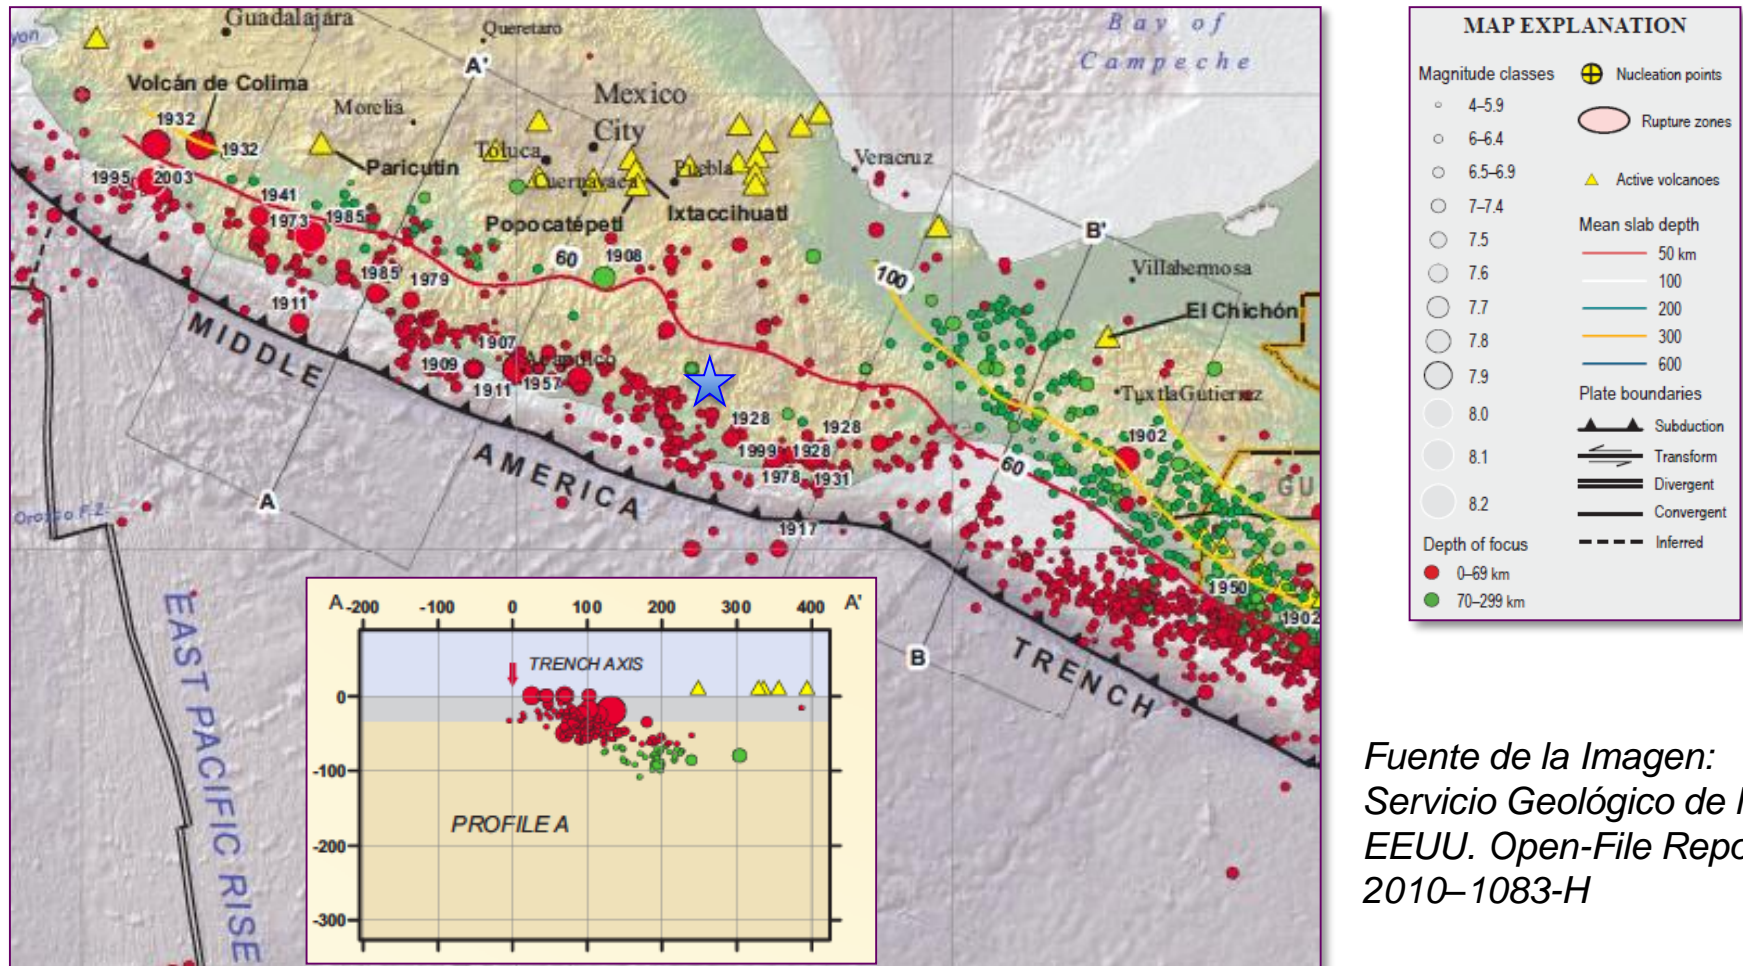 Guadalajara
Queretaro
Bay of
Campeche
A'
Volcán de Colima
Morelia
Mexico
City
1932
1932
Toluca
Paricutin
Puebla
Veracruz
Cuernavaca
1995
2003
1941
Ixtaccihuatl
1973
1985
Popocatépetl
B'
60
1908
100
Villahermosa
1985
1979
1911
El Chichón
MIDDLE
1907
Acapulco
1909
1911
1957
Tuxtla Gutierrez
1928
1928
1902
1999
1928
60
1978
1931
A
AMERICA
GU
Orozco F.Z.
1917
1950
1902
EAST PACIFIC RISE
B
TRENCH
A -200 -100 0 100 200 300 400 A'
TRENCH AXIS
0
-100
PROFILE A
-200
-300
MAP EXPLANATION
Magnitude classes
4–5.9
6–6.4
6.5–6.9
7–7.4
7.5
7.6
7.7
7.8
7.9
8.0
8.1
8.2
Depth of focus
0–69 km
70–299 km
Nucleation points
Rupture zones
Active volcanoes
Mean slab depth
50 km
100
200
300
600
Plate boundaries
Subduction
Transform
Divergent
Convergent
Inferred
Fuente de la Imagen:
Servicio Geológico de
EEUU. Open-File Repo
2010–1083-H